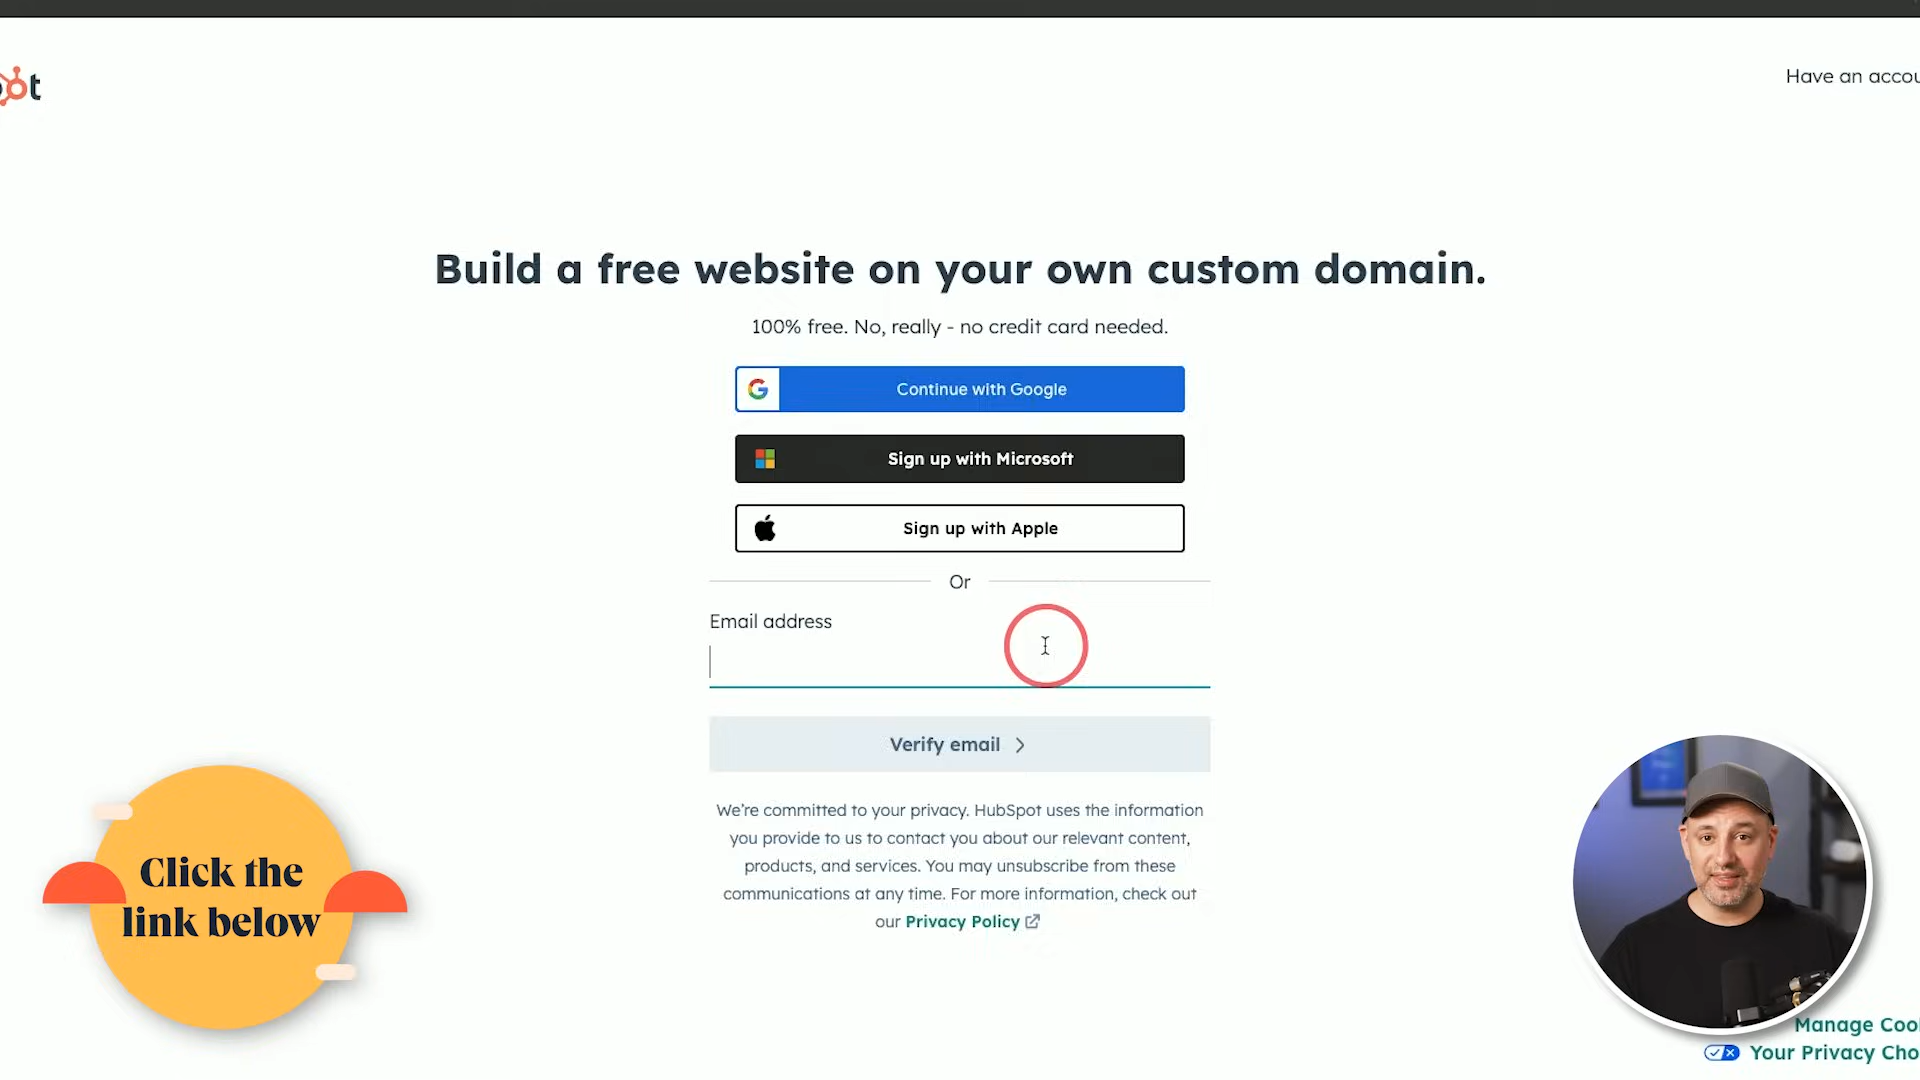 ot
Have an accou
Build a free website on your own custom domain.
100% free. No, really - no credit card needed.
Continue with Google
Sign up with Microsoft
Sign up with Apple
Or
Email address
Verify email
We're committed to your privacy. HubSpot uses the information
you provide to us to contact you about our relevant content,
products, and services. You may unsubscribe from these
communications at any time. For more information, check out
our Privacy Policy
Click the
link below
Manage Coo
Your Privacy Cho